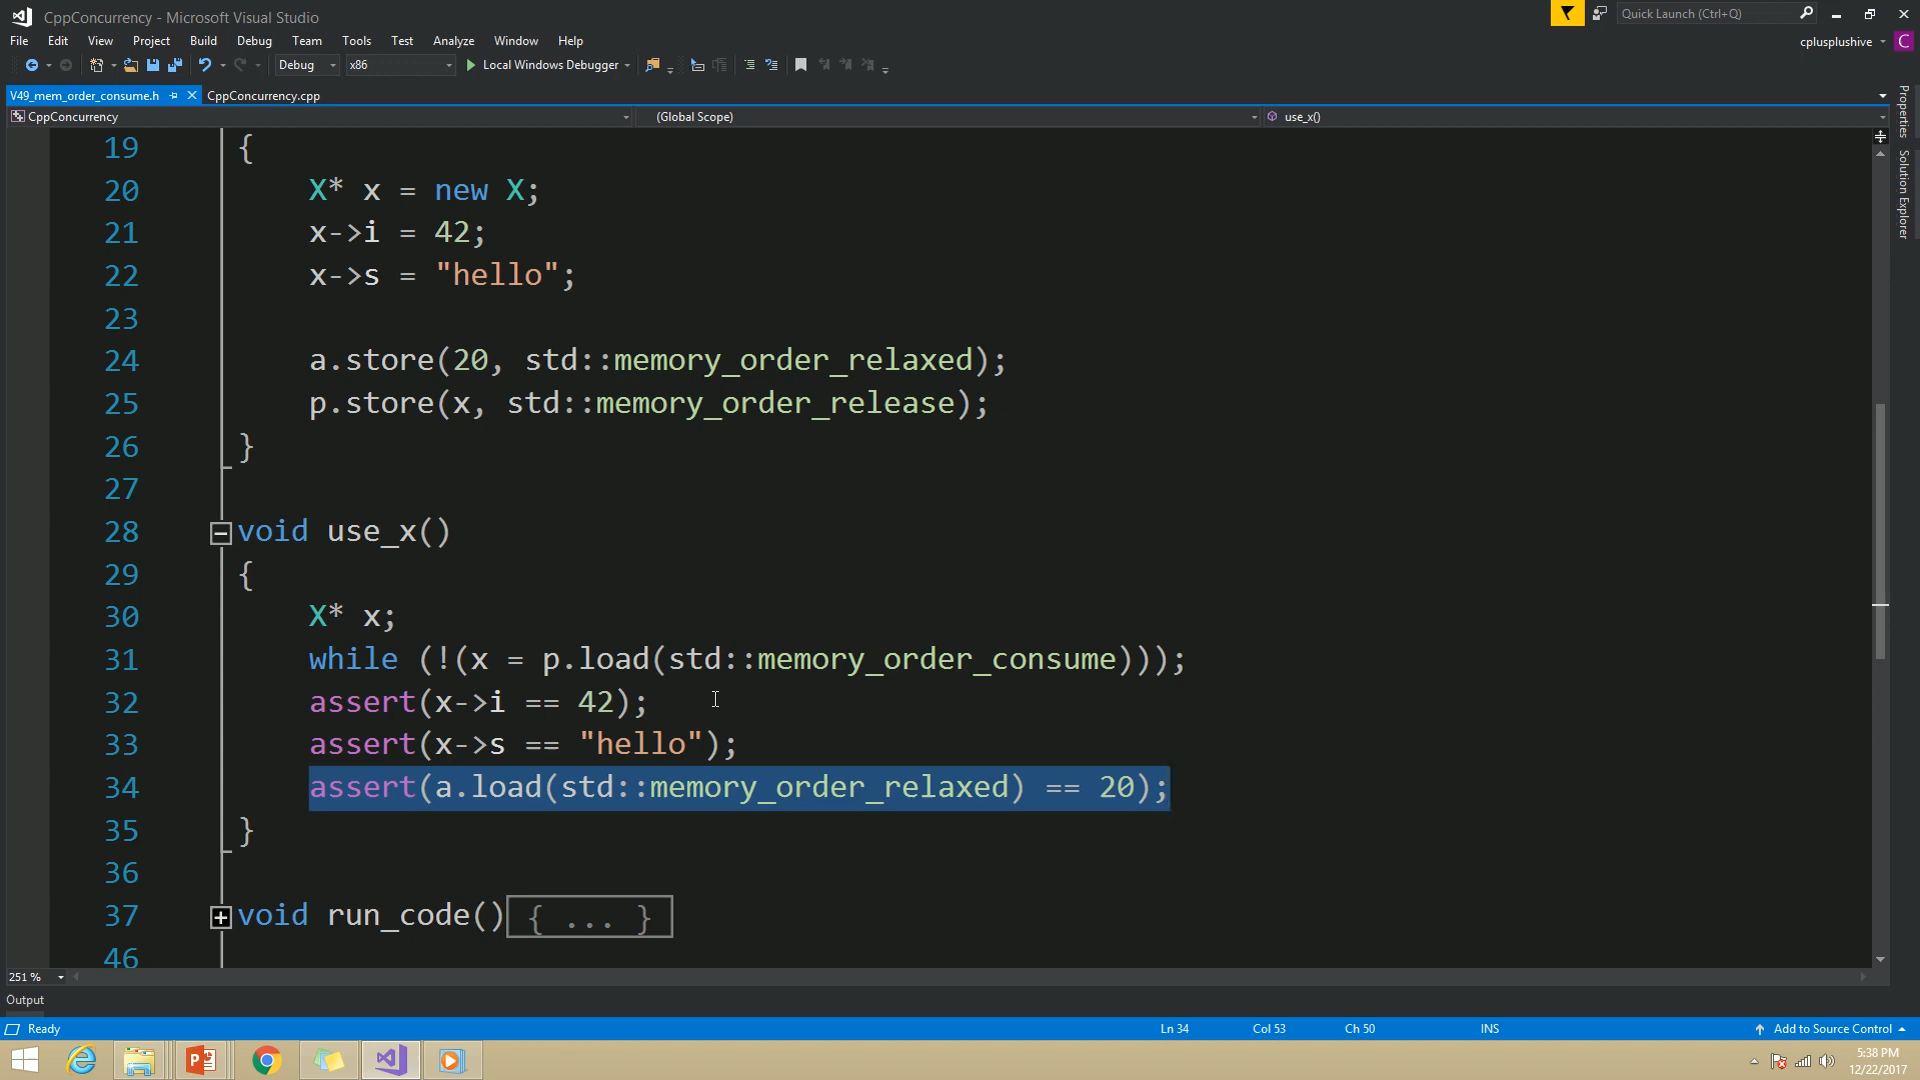 CppConcurrency - Microsoft Visual Studio
Quick Launch (Ctrl+Q)
File Edit View Project Build Debug Team Tools Test Analyze Window Help
cplusplushive C
Debug x86 Local Windows Debugger
V49_mem_order_consume.h CppConcurrency.cpp
CppConcurrency (Global Scope) use_x()
Properties
Solution Explorer
19 {
20 X* x = new X;
21 x->i = 42;
22 x->s = "hello";
23
24 a.store(20, std::memory_order_relaxed);
25 p.store(x, std::memory_order_release);
26 }
27
28 void use_x()
29 {
30 X* x;
31 while (!(x = p.load(std::memory_order_consume)));
32 assert(x->i == 42);
33 assert(x->s == "hello");
34 assert(a.load(std::memory_order_relaxed) == 20);
35 }
36
37 void run_code(){ ... }
46
251 %
Output
Ready Ln 34 Col 53 Ch 50 INS Add to Source Control
5:38 PM
12/22/2017